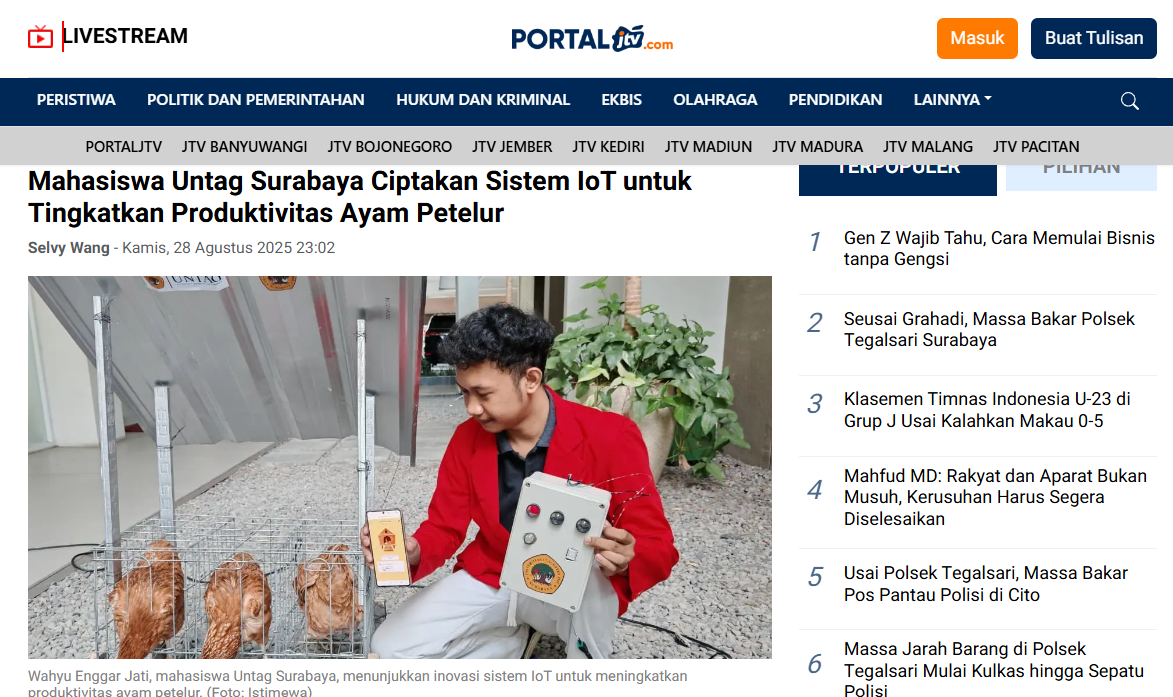 LIVESTREAM
PORTAL jtv .com
Masuk
Buat Tulisan
PERISTIWA
POLITIK DAN PEMERINTAHAN
HUKUM DAN KRIMINAL
EKBIS
OLAHRAGA
PENDIDIKAN
LAINNYA
PORTALJTV
JTV BANYUWANGI
JTV BOJONEGORO
JTV JEMBER
JTV KEDIRI
JTV MADIUN
JTV MADURA
JTV MALANG
JTV PACITAN
Mahasiswa Untag Surabaya Ciptakan Sistem IoT untuk
Tingkatkan Produktivitas Ayam Petelur
Selvy Wang - Kamis, 28 Agustus 2025 23:02
UNTAG
Wahyu Enggar Jati, mahasiswa Untag Surabaya, menunjukkan inovasi sistem IoT untuk meningkatkan
produktivitas ayam petelur. (Foto: Istimewa)
TERPOPULER
PILIHAN
1
Gen Z Wajib Tahu, Cara Memulai Bisnis
tanpa Gengsi
2
Seusai Grahadi, Massa Bakar Polsek
Tegalsari Surabaya
3
Klasemen Timnas Indonesia U-23 di
Grup J Usai Kalahkan Makau 0-5
4
Mahfud MD: Rakyat dan Aparat Bukan
Musuh, Kerusuhan Harus Segera
Diselesaikan
5
Usai Polsek Tegalsari, Massa Bakar
Pos Pantau Polisi di Cito
6
Massa Jarah Barang di Polsek
Tegalsari Mulai Kulkas hingga Sepatu
Polisi